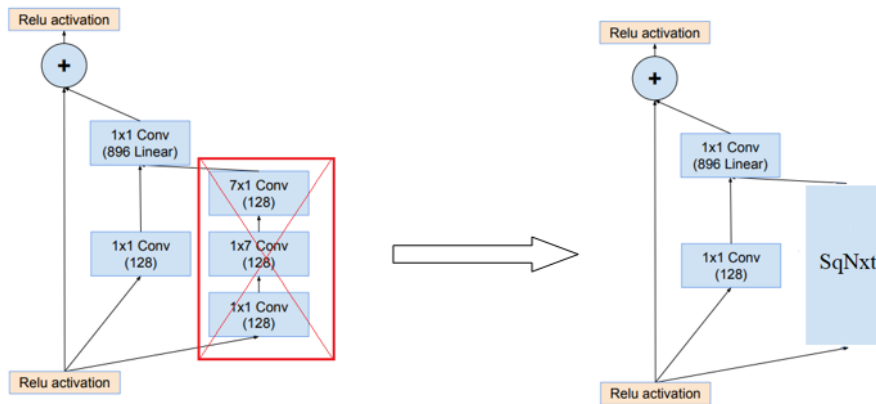 Relu activation
+
1x1 Conv
(896 Linear)
7x1 Conv
(128)
1x1 Conv
(128)
1x7 Conv
(128)
1x1 Conv
(128)
Relu activation
Relu activation
+
1x1 Conv
(896 Linear)
1x1 Conv
(128)
SqNxt
Relu activation